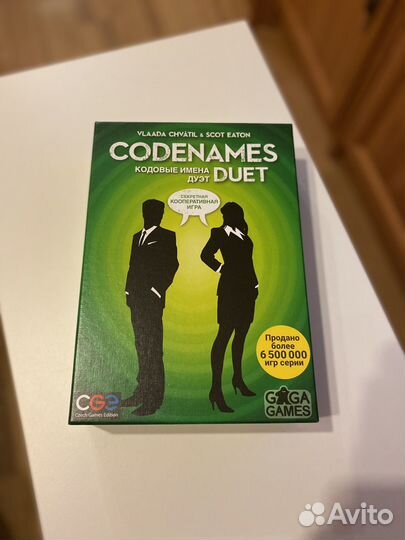 VLAADA CHVÁTIL & SCOT EATON
CODENAMES
КОДОВЫЕ ИМЕНА
ДУЭТ
DUET
СЕКРЕТНАЯ
КООПЕРАТИВНАЯ
ИГРА
Продано
более
6 500 000
игр серии
CGE
Czech Games Edition
GAGA
GAMES
Avito